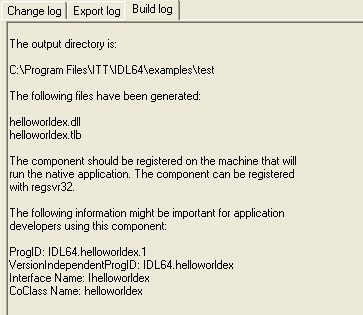 Change log Export log Build log
The output directory is:
C:\Program Files\ITT\IDL64\examples\test
The following files have been generated:
helloworldex.dll
helloworldex.tlb
The component should be registered on the machine that will
run the native application. The component can be registered
with regsvr32.
The following information might be important for application
developers using this component:
ProgID: IDL64.helloworldex.1
VersionIndependentProgID: IDL64.helloworldex
Interface Name: Ihelloworldex
CoClass Name: helloworldex